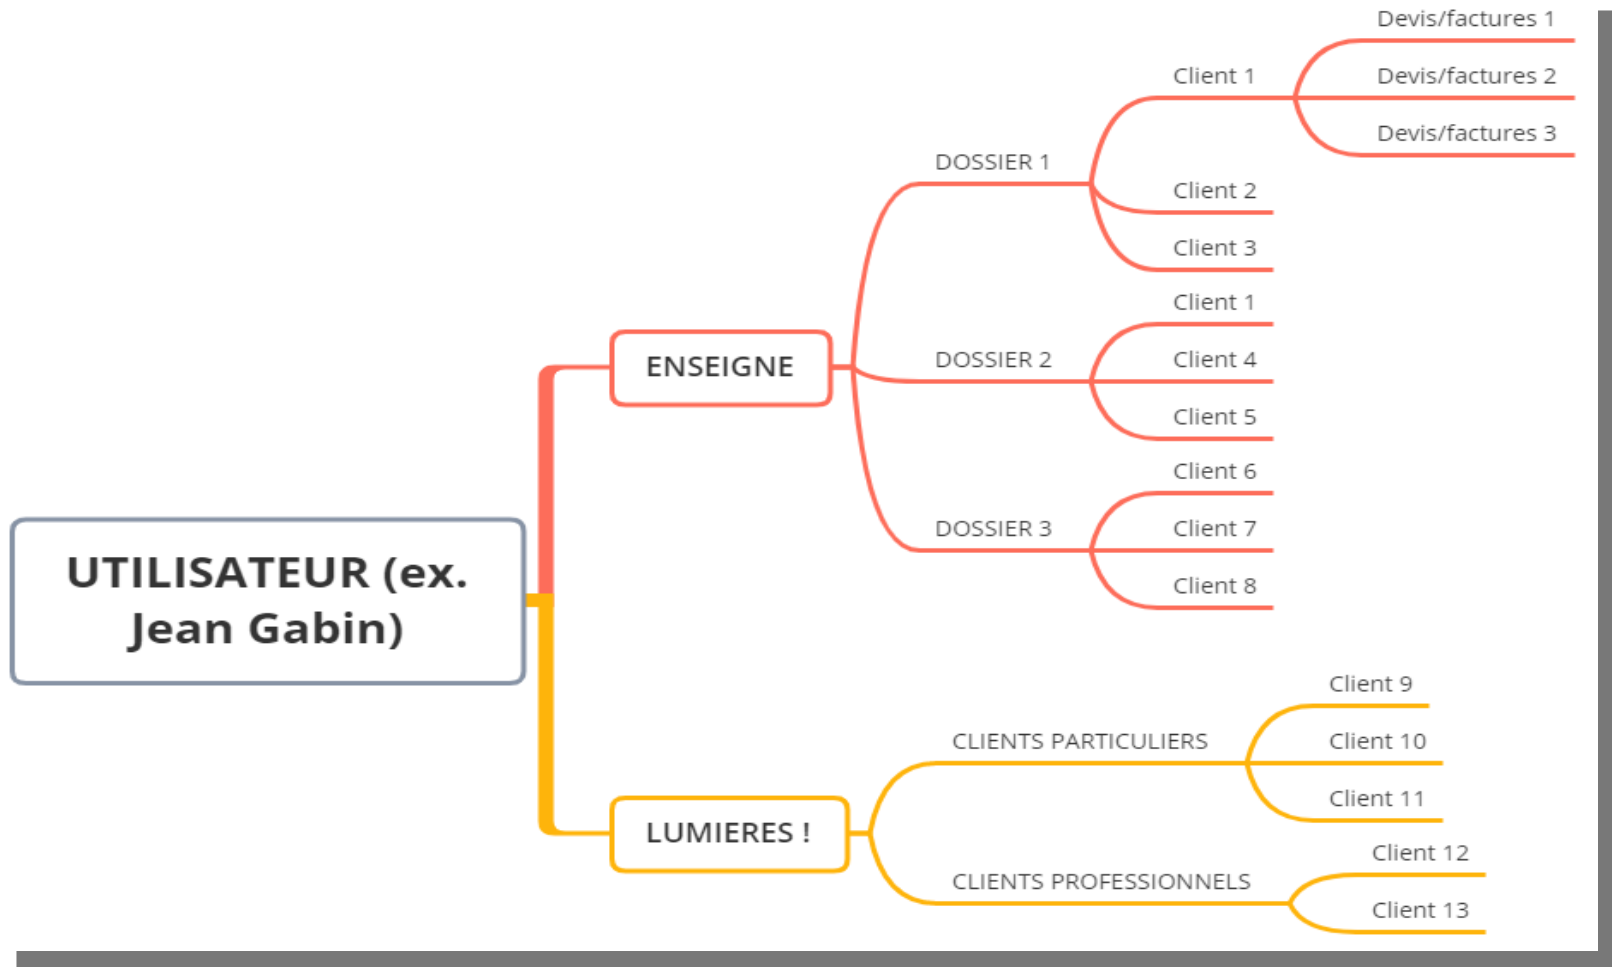 UTILISATEUR (ex.
Jean Gabin)
ENSEIGNE
DOSSIER 1
Client 1
Devis/factures 1
Devis/factures 2
Devis/factures 3
Client 2
Client 3
DOSSIER 2
Client 1
Client 4
Client 5
DOSSIER 3
Client 6
Client 7
Client 8
LUMIERES !
CLIENTS PARTICULIERS
Client 9
Client 10
Client 11
CLIENTS PROFESSIONNELS
Client 12
Client 13